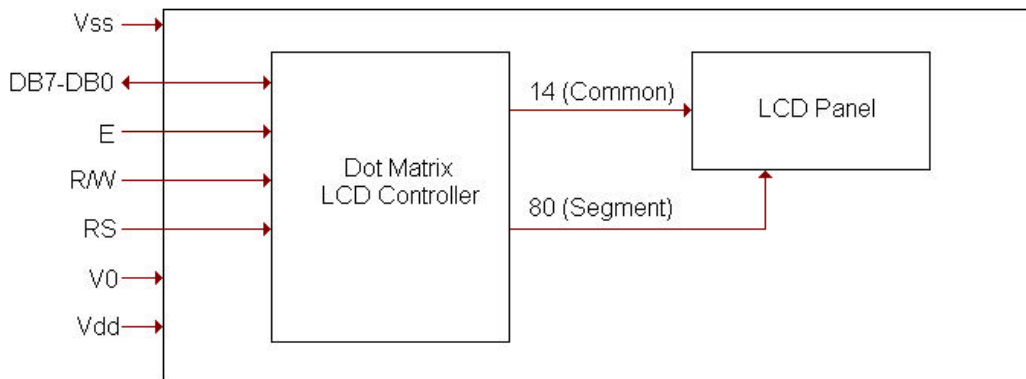 Vss
DB7-DB0
E
R/W
RS
V0
Vdd
Dot Matrix
LCD Controller
14 (Common)
80 (Segment)
LCD Panel